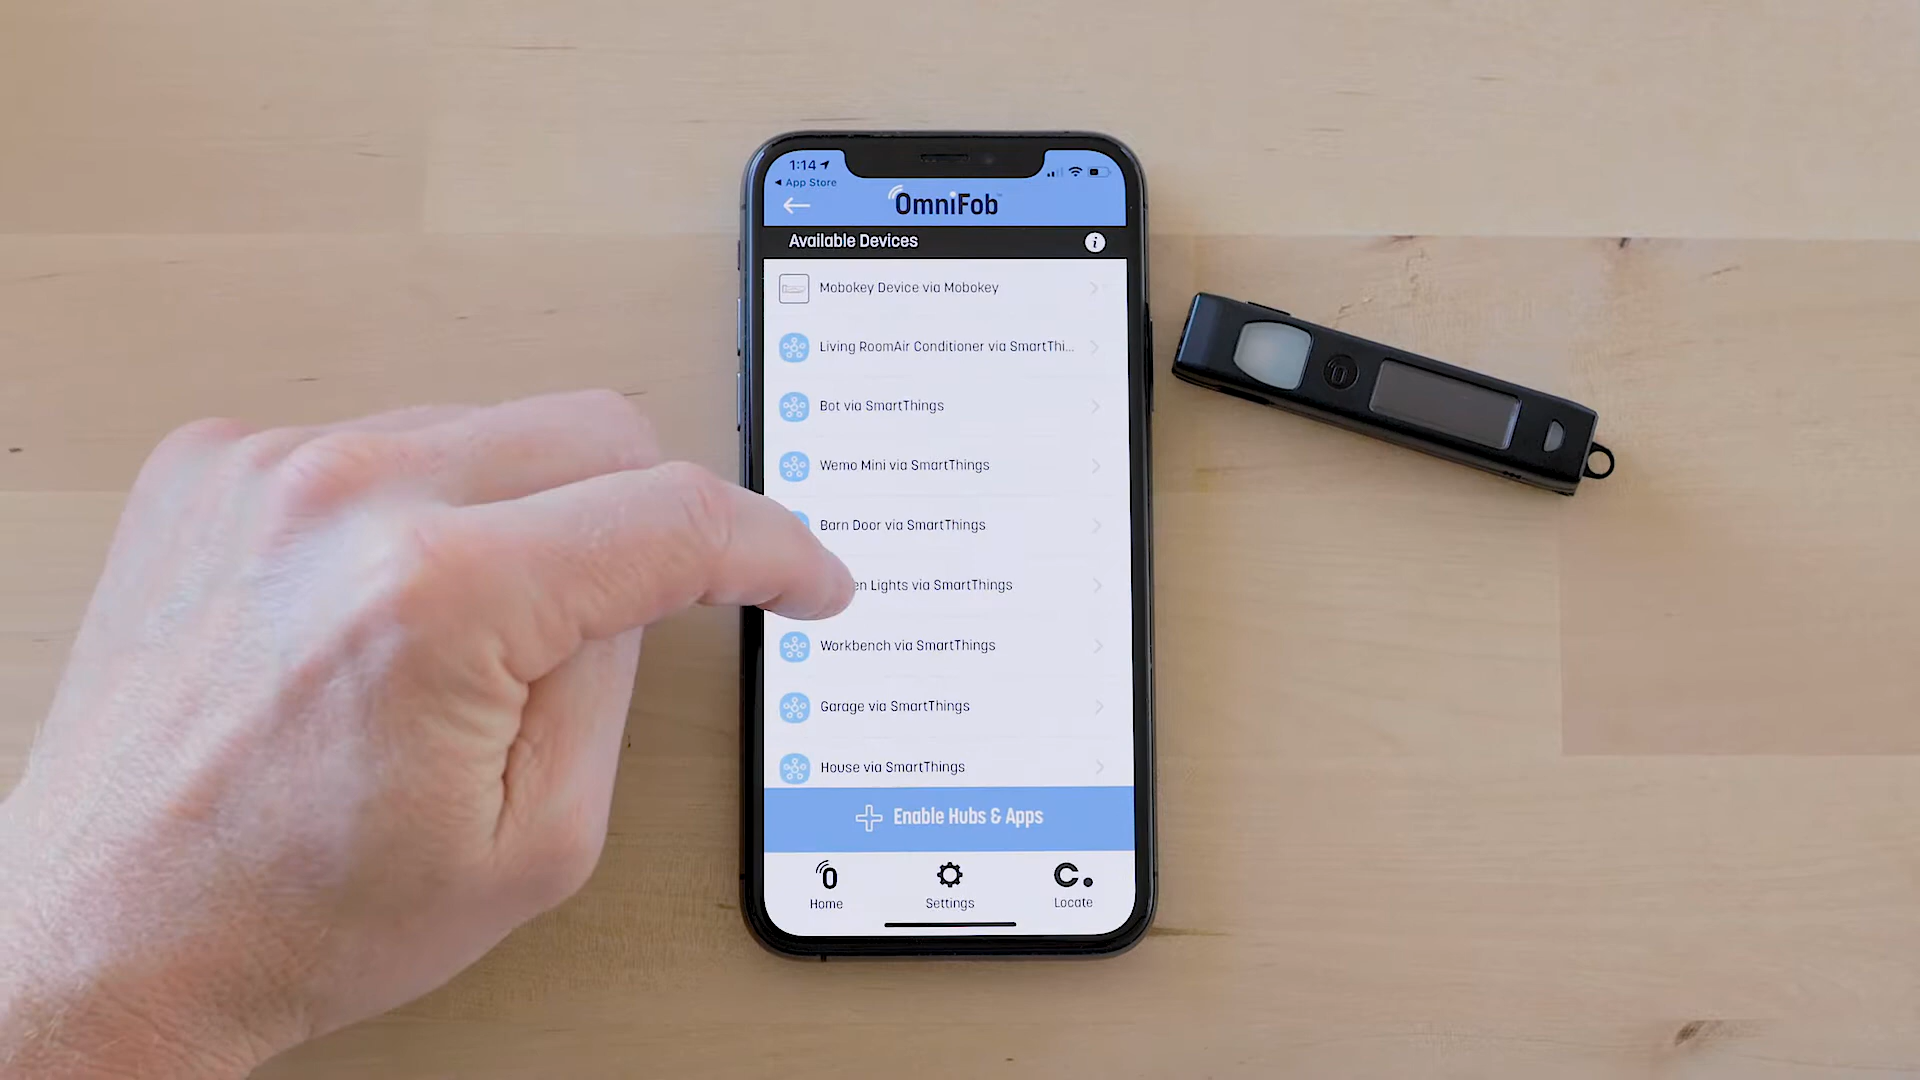 1:14
App Store
OmniFob
Available Devices
Mobokey Device via Mobokey
Living RoomAir Conditioner via SmartThi...
Bot via SmartThings
Wemo Mini via SmartThings
Barn Door via SmartThings
Lights via SmartThings
Workbench via SmartThings
Garage via SmartThings
House via SmartThings
Enable Hubs & Apps
Home
Settings
Locate